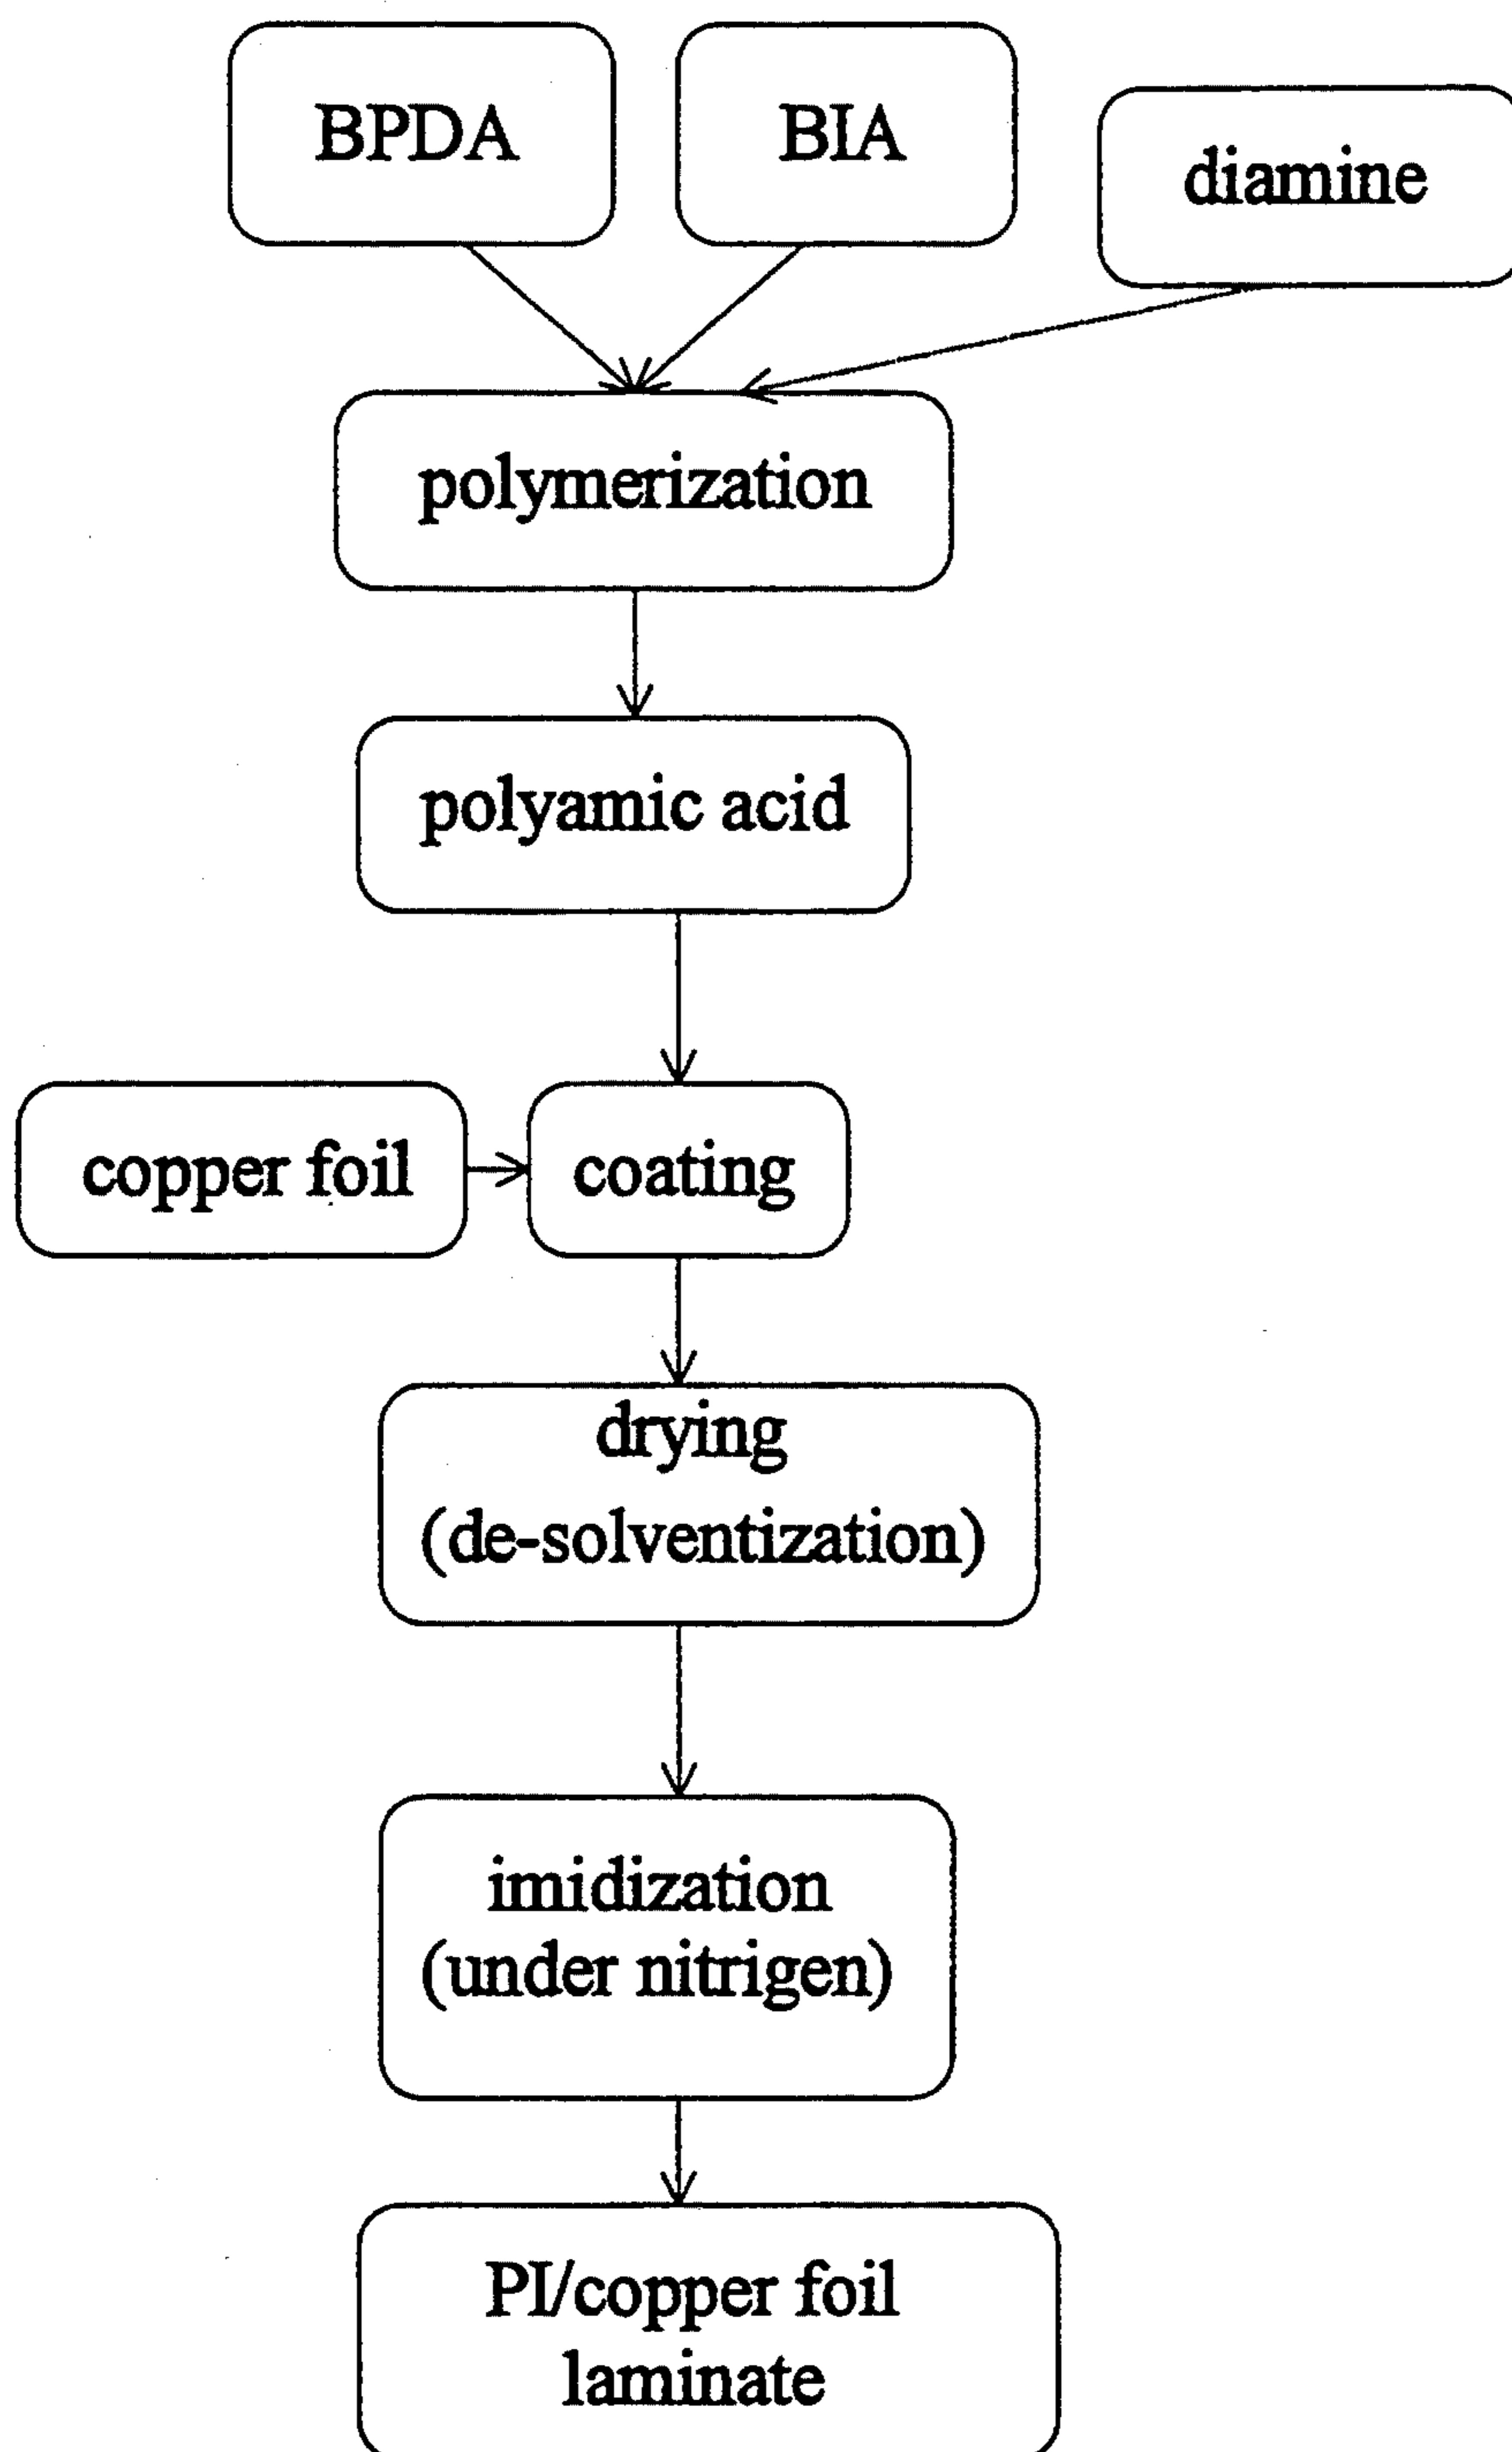 BPDA
BIA
diamine
polymerization
polyamic acid
copper foil
coating
drying
(de-solventization)
imidization
(under nitrigen)
PI/copper foil
laminate